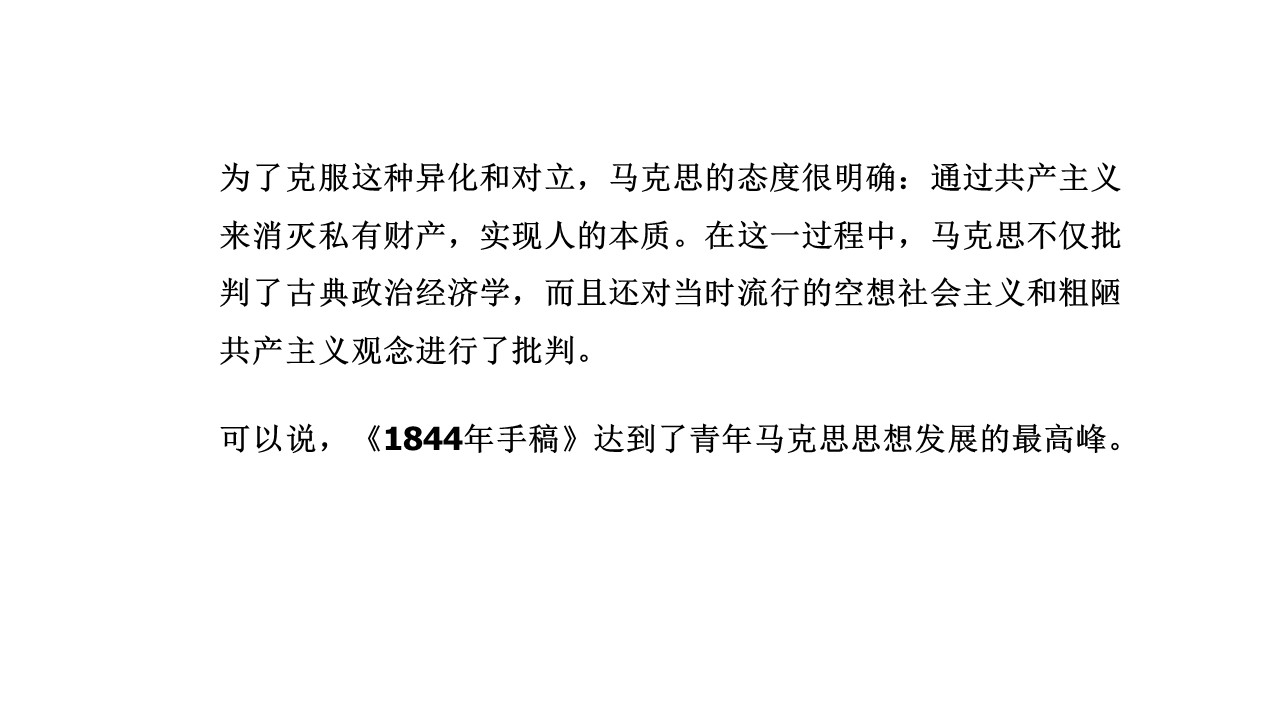 为了克服这种异化和对立，马克思的态度很明确：通过共产主义
来消灭私有财产，实现人的本质。在这一过程中，马克思不仅批
判了古典政治经济学，而且还对当时流行的空想社会主义和粗陋
共产主义观念进行了批判。
可以说，《1844年手稿》达到了青年马克思思想发展的最高峰。